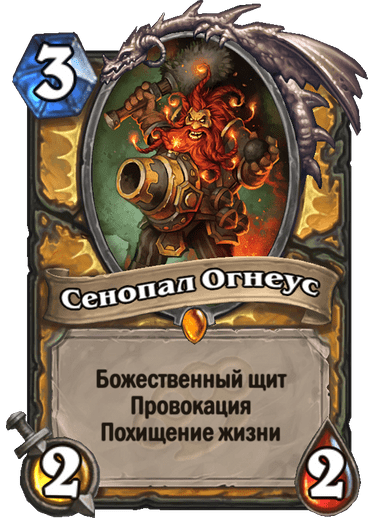 3
Сенопал Огнеус
Божественный щит
Провокация
Похищение жизни
2
2